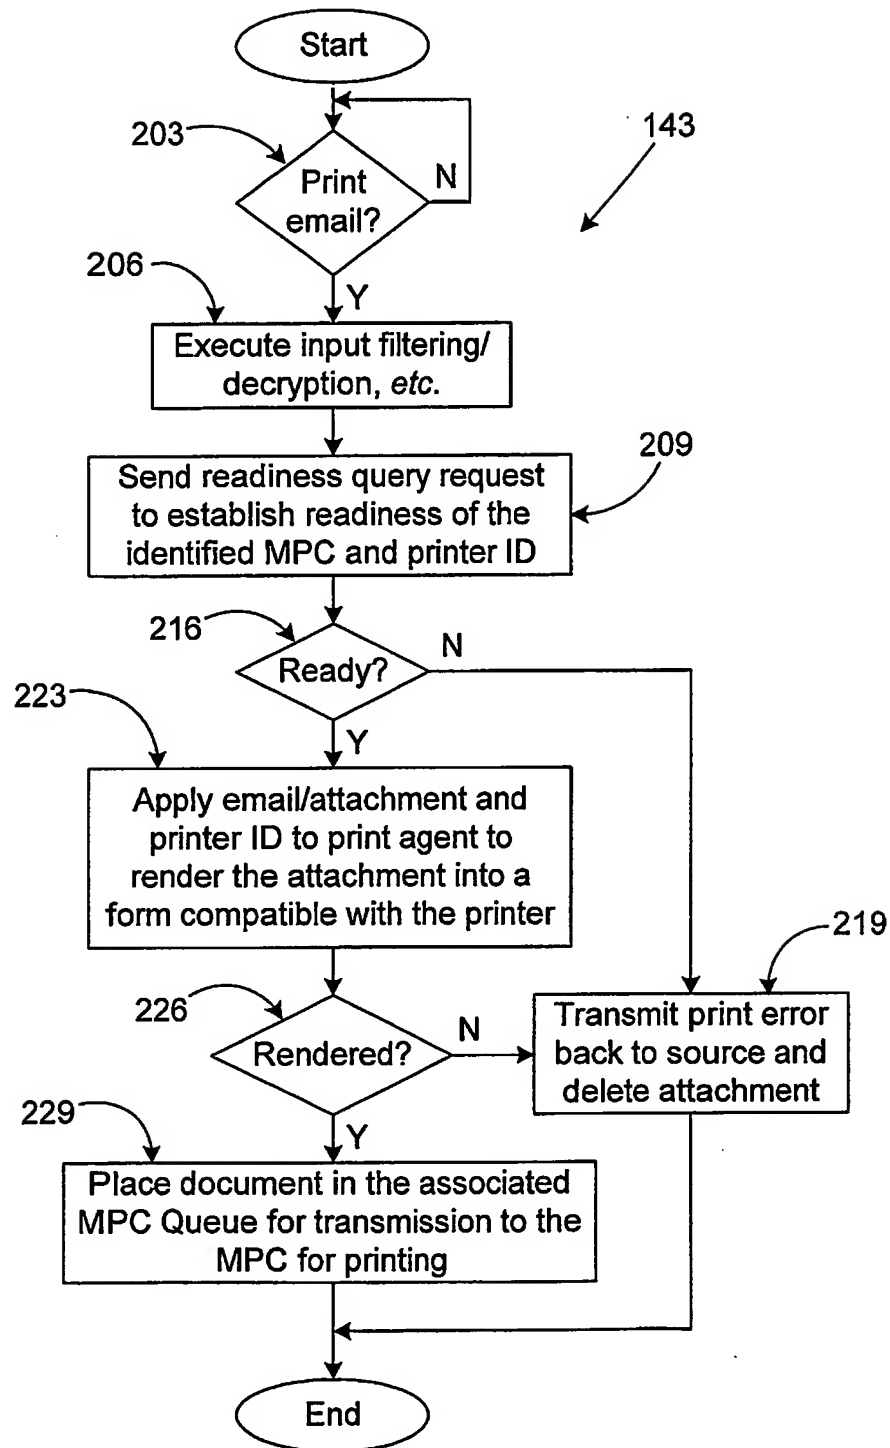 Start
203
143
Print
email?
N
206
Y
Execute input filtering/
decryption, etc.
209
Send readiness query request
to establish readiness of the
identified MPC and printer ID
216
Ready?
N
223
Y
Apply email/attachment and
printer ID to print agent to
render the attachment into a
form compatible with the printer
219
226
Rendered?
N
Transmit print error
back to source and
delete attachment
229
Y
Place document in the associated
MPC Queue for transmission to the
MPC for printing
End